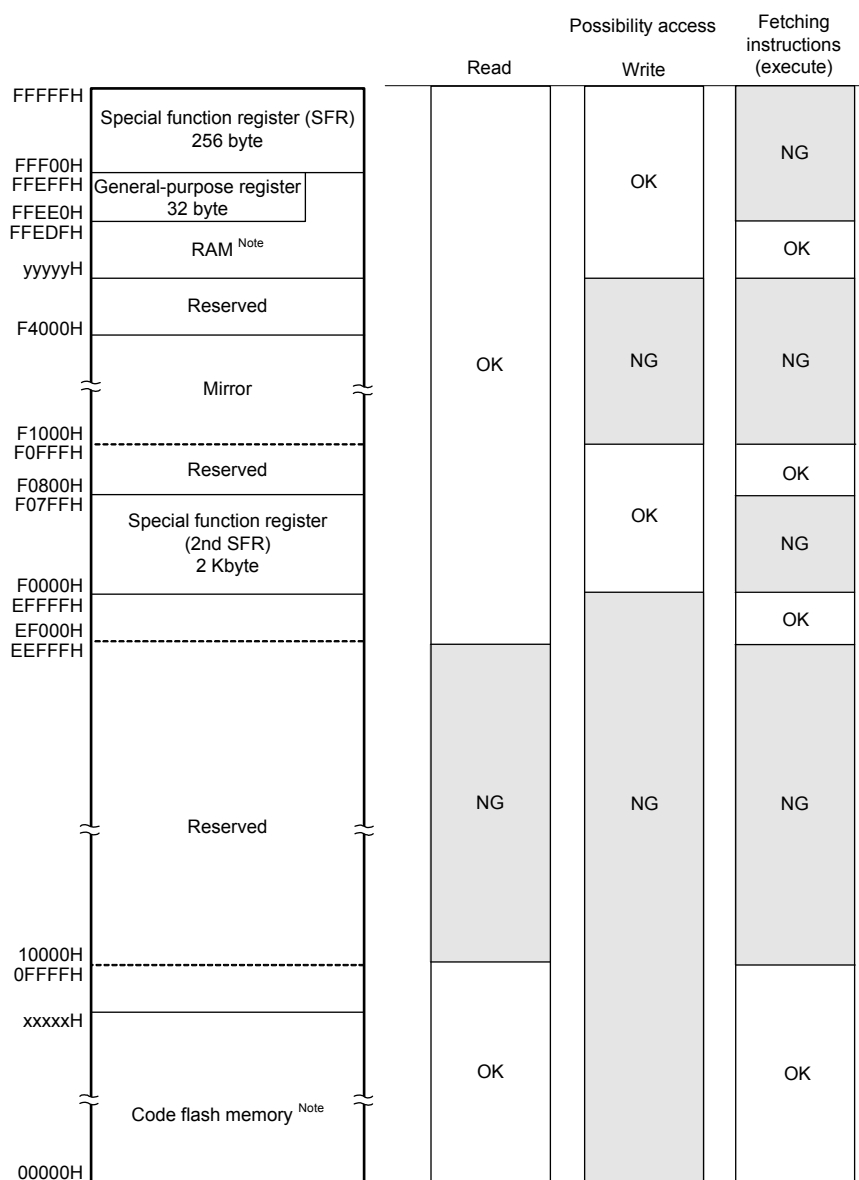 Possibility access
Fetching
instructions
(execute)
Read
Write
FFFFFH
Special function register (SFR)
256 byte
FFF00H
FFEFFH
General-purpose register
32 byte
FFEE0H
FFEDFH
RAM Note
yyyyyH
Reserved
F4000H
Mirror
F1000H
F0FFFH
Reserved
F0800H
F07FFH
Special function register
(2nd SFR)
2 Kbyte
F0000H
EFFFFH
EF000H
EEFFFH
Reserved
10000H
0FFFFH
xxxxxH
Code flash memory Note
00000H
OK
NG
OK
OK
NG
OK
NG
NG
OK
NG
OK
NG
OK
NG
OK